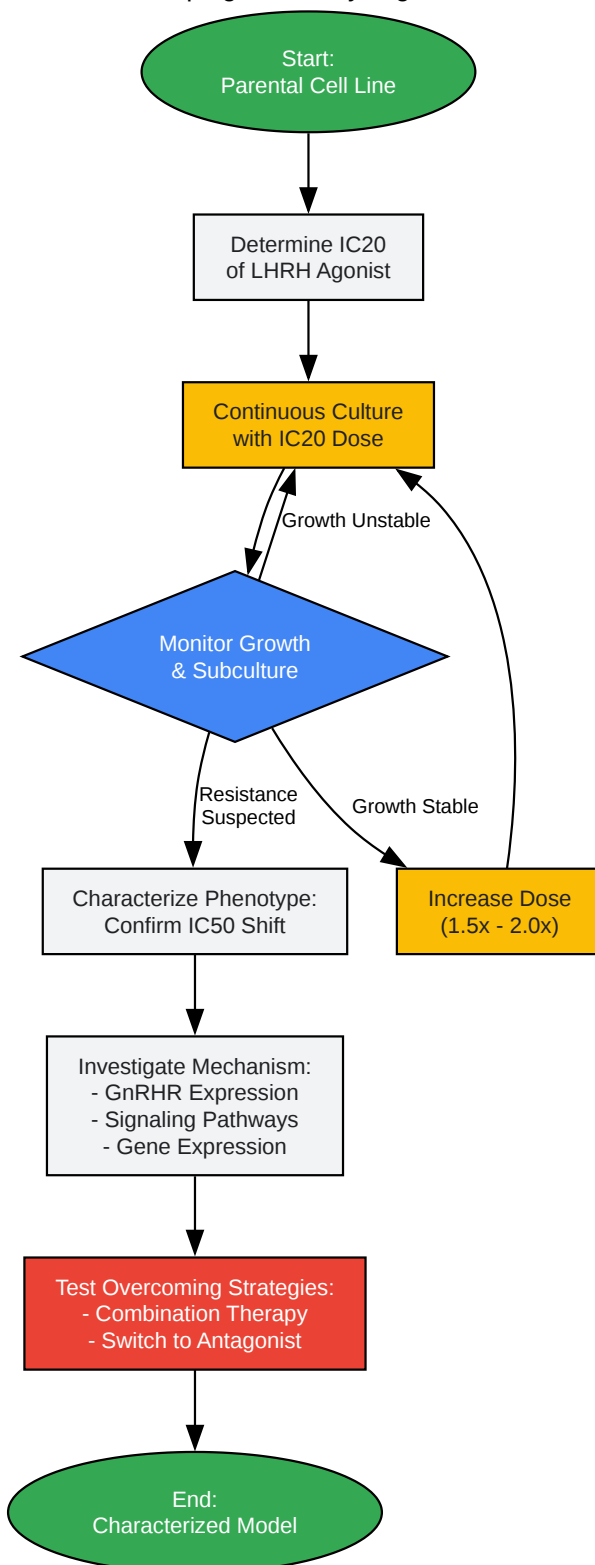 Start:
Parental Cell Line
Determine IC20
of LHRH Agonist
Continuous Culture
with IC20 Dose
Growth Unstable
Monitor Growth
& Subculture
Resistance
Suspected
Growth Stable
Characterize Phenotype:
Confirm IC50 Shift
Increase Dose
(1.5x - 2.0x)
Investigate Mechanism:
- GnRHR Expression
- Signaling Pathways
- Gene Expression
Test Overcoming Strategies:
- Combination Therapy
- Switch to Antagonist
End:
Characterized Model